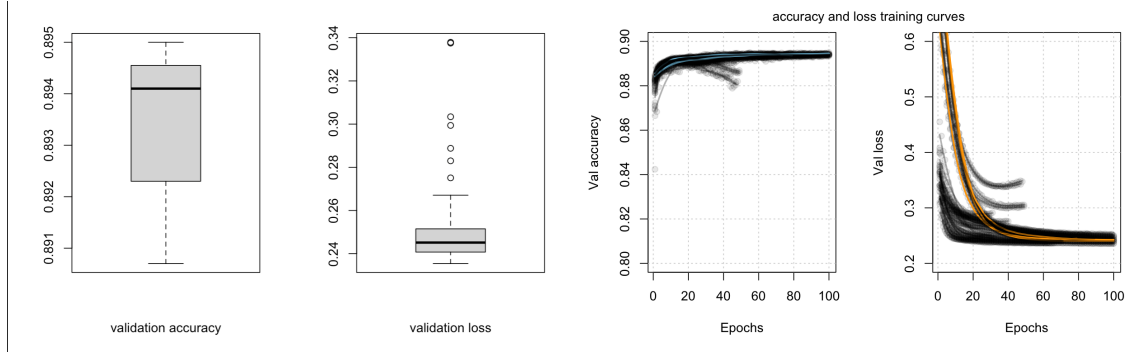 accuracy and loss training curves
0.891 0.892 0.893 0.894 0.895
validation accuracy
0.24 0.26 0.28 0.30 0.32 0.34
validation loss
Val accuracy
0.80 0.82 0.84 0.86 0.88 0.90
0 20 40 60 80 100
Epochs
Val loss
0.2 0.3 0.4 0.5 0.6
0 20 40 60 80 100
Epochs